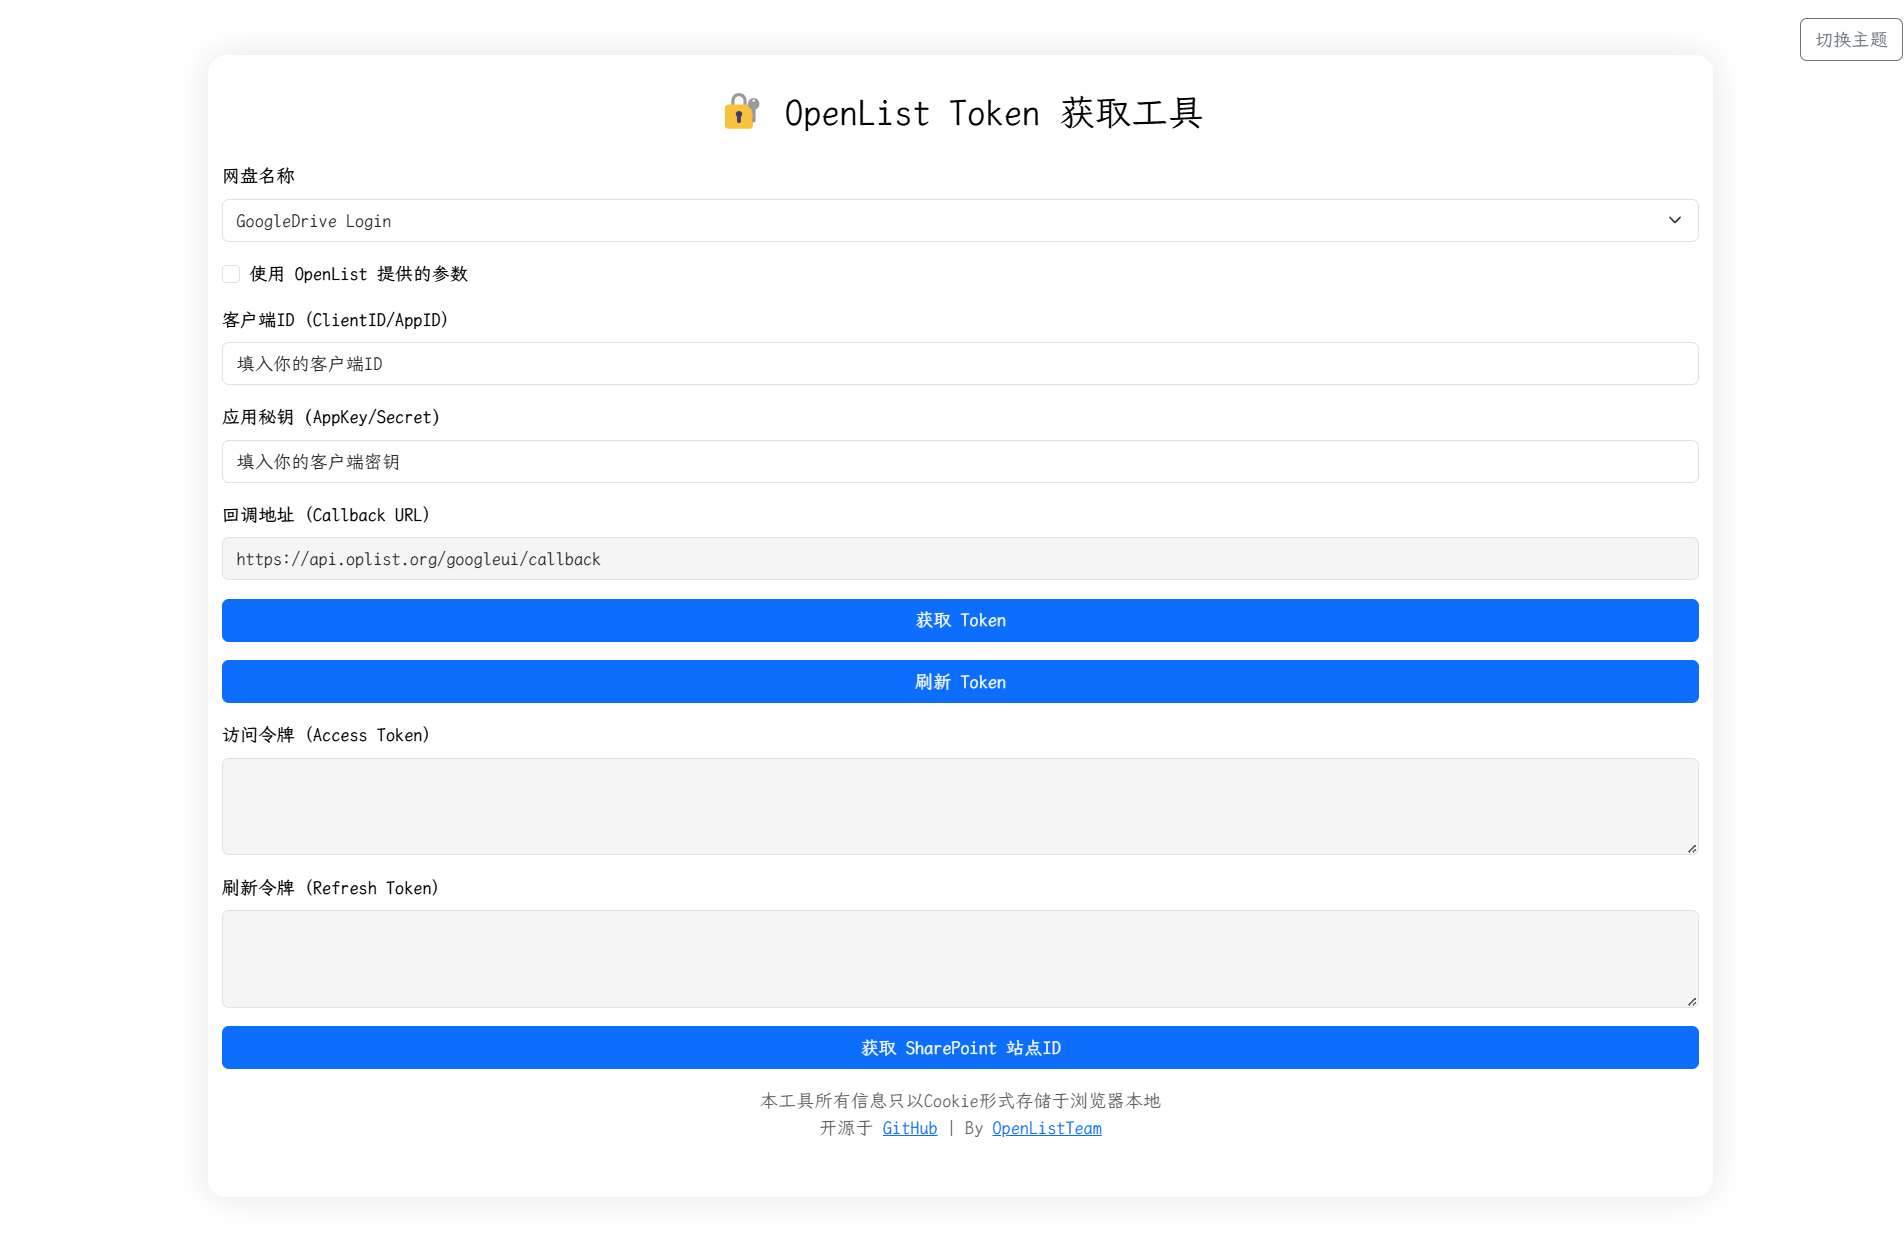 切换主题
OpenList Token 获取工具
网盘名称
GoogleDrive Login
使用 OpenList 提供的参数
客户端ID (ClientID/AppID)
填入你的客户端ID
应用秘钥 (AppKey/Secret)
填入你的客户端密钥
回调地址 (Callback URL)
https://api.oplist.org/googleui/callback
获取 Token
刷新 Token
访问令牌 (Access Token)
刷新令牌 (Refresh Token)
获取 SharePoint 站点ID
本工具所有信息只以Cookie形式存储于浏览器本地
开源于 GitHub | By OpenListTeam